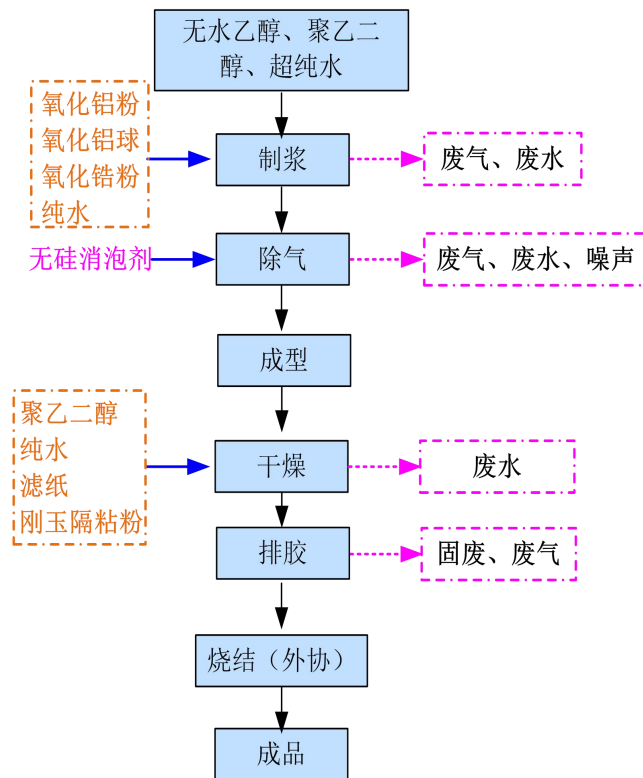 无水乙醇、聚乙二
醇、超纯水
氧化铝粉
氧化铝球
氧化锆粉
纯水
制浆
废气、废水
无硅消泡剂
除气
废气、废水、噪声
成型
聚乙二醇
纯水
滤纸
刚玉隔粘粉
干燥
废水
排胶
固废、废气
烧结（外协）
成品